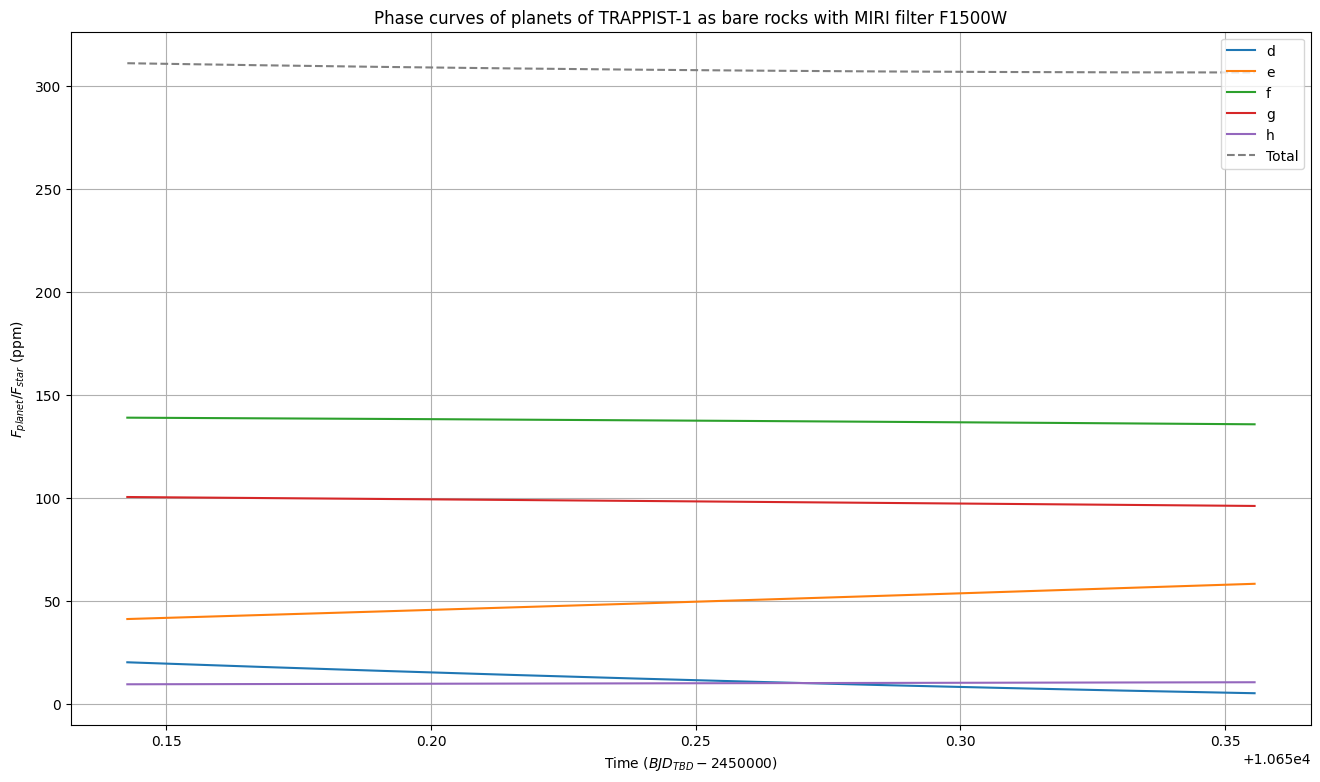 Phase curves of planets of TRAPPIST-1 as bare rocks with MIRI filter F1500W
d
e
f
g
h
Total
300
250
200
150
100
50
0
F_planet/F_star (ppm)
0.15
0.20
0.25
0.30
0.35
+1.065e4
Time (BJD_TBD − 2450000)